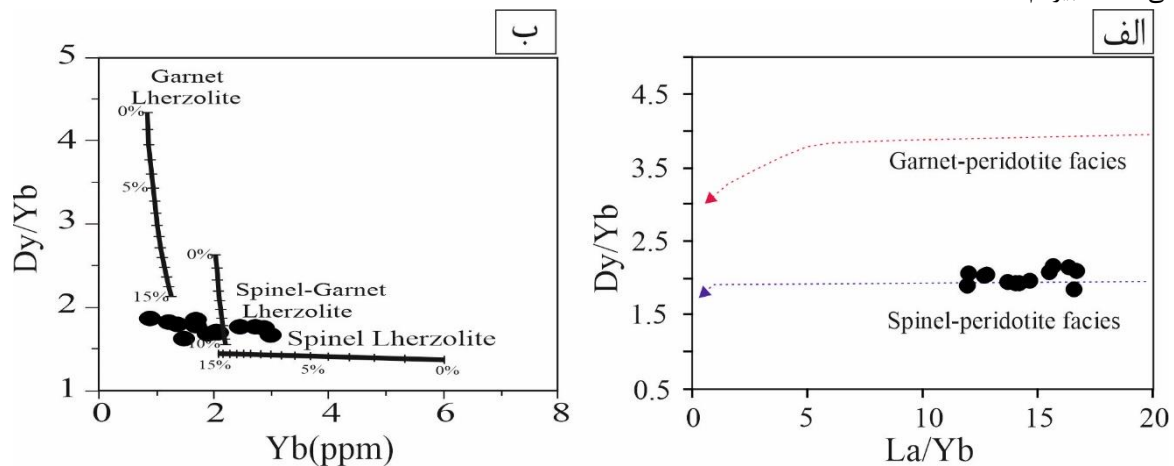 الف
4.5
3.5
2.5
1.5
0.5
Dy/Yb
Garnet-peridotite facies
Spinel-peridotite facies
0
5
10
15
20
La/Yb
ب
5
4
3
2
1
Dy/Yb
Garnet
Lherzolite
0%
5%
15%
0%
Spinel-Garnet
Lherzolite
10%
Spinel Lherzolite
15%
5%
0%
0
2
4
6
8
Yb(ppm)